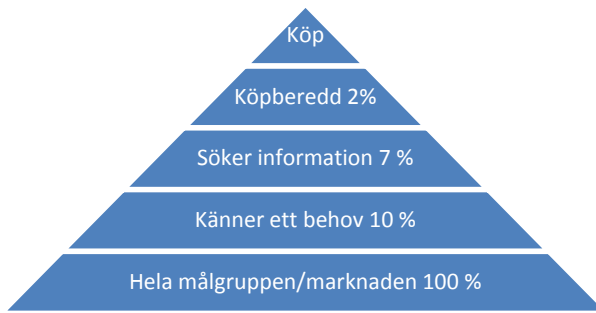 Köp
Köpberedd 2%
Söker information 7 %
Känner ett behov 10 %
Hela målgruppen/marknaden 100 %